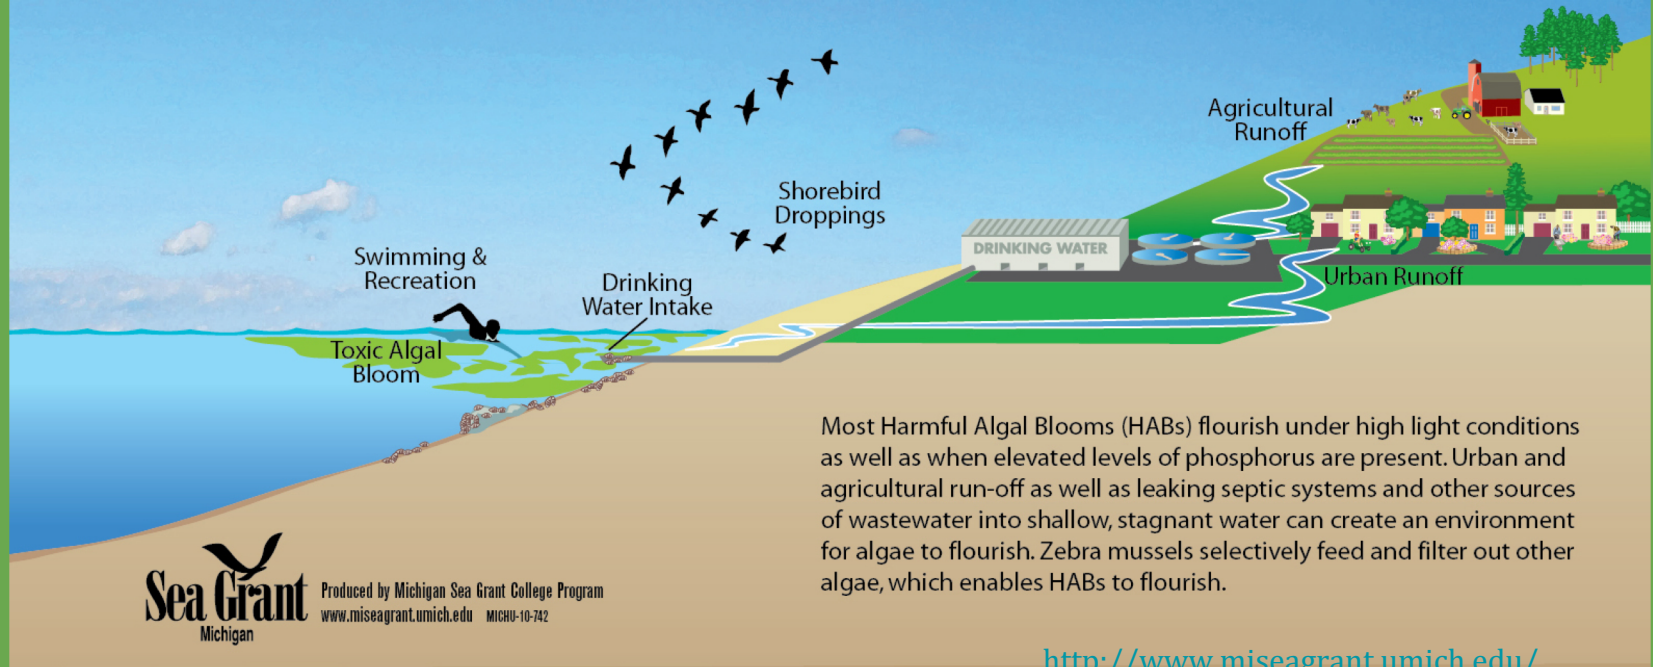 Agricultural
Runoff
Shorebird
Droppings
DRINKING WATER
Swimming &
Recreation
Drinking
Water Intake
Urban Runoff
Toxic Algal
Bloom
Most Harmful Algal Blooms (HABs) flourish under high light conditions
as well as when elevated levels of phosphorus are present. Urban and
agricultural run-off as well as leaking septic systems and other sources
of wastewater into shallow, stagnant water can create an environment
for algae to flourish. Zebra mussels selectively feed and filter out other
algae, which enables HABs to flourish.
Sea Grant
Michigan
Produced by Michigan Sea Grant College Program
www.miseagrant.umich.edu MICHU-10-742
http://www.miseagrant.umich.edu/